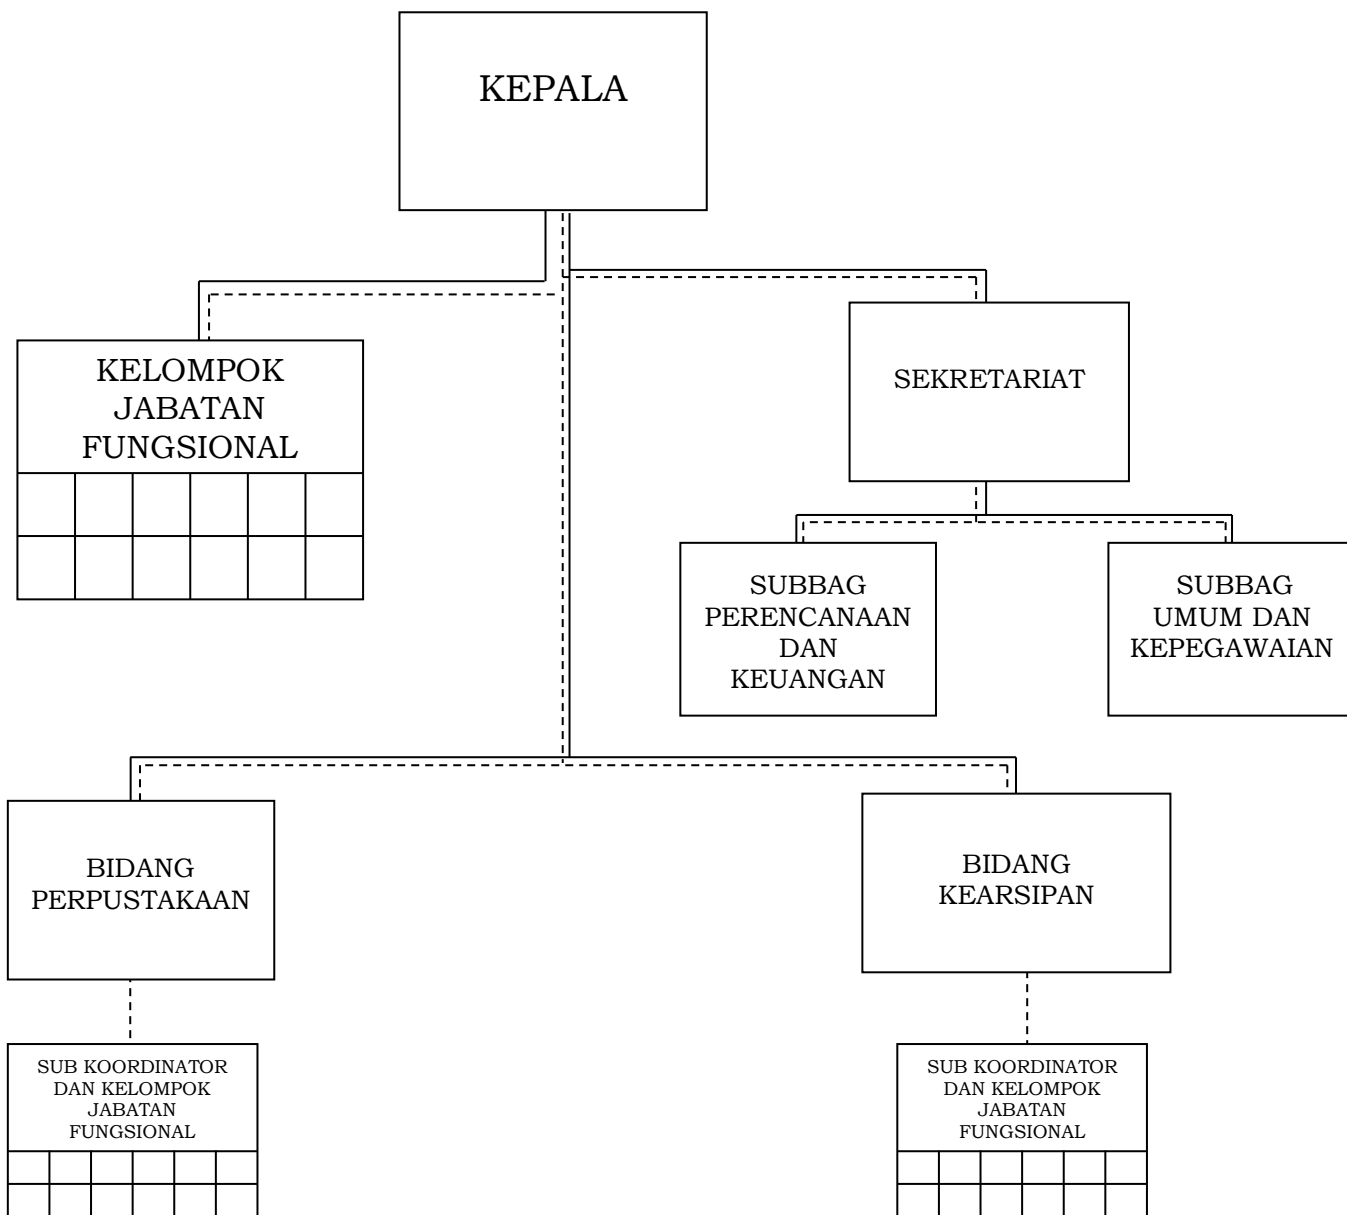 KEPALA
KELOMPOK
JABATAN
FUNGSIONAL
SEKRETARIAT
SUBBAG
PERENCANAAN
DAN
KEUANGAN
SUBBAG
UMUM DAN
KEPEGAWAIAN
BIDANG
PERPUSTAKAAN
BIDANG
KEARSIPAN
SUB KOORDINATOR
DAN KELOMPOK
JABATAN
FUNGSIONAL
SUB KOORDINATOR
DAN KELOMPOK
JABATAN
FUNGSIONAL